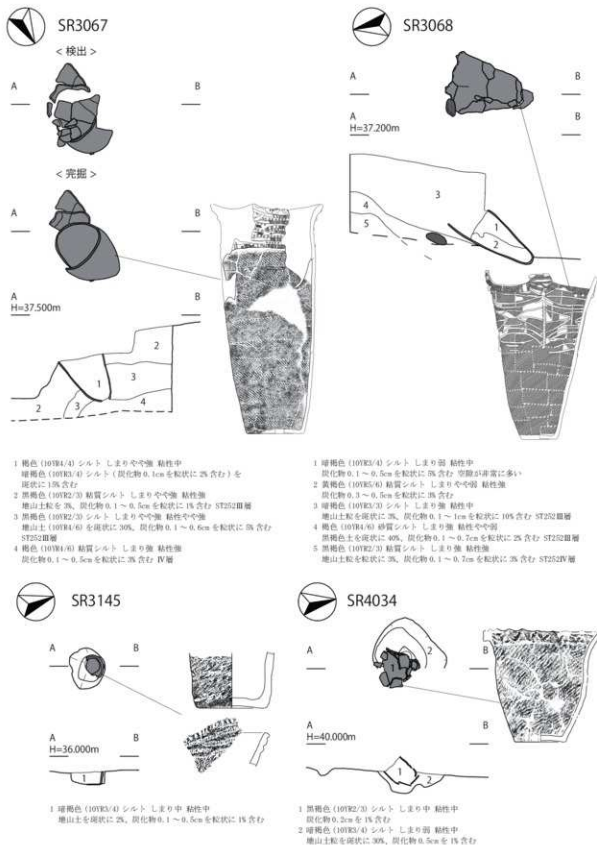 SR3067
<検出>
A B
<完掘>
A B
A B
H=37.500m
1
2
3
4
2
3
1 褐色(10YR4/4)シルト しまりやや強 粘性中
暗褐色(10YR3/4)シルト(炭化物0.1cmを粒状に2%含む)を
斑状に15%含む
2 黒褐色(10YR2/3)粘質シルト しまりやや強 粘性強
地山土粒を3%、炭化物0.1~0.5cmを粒状に1%含む ST252Ⅲ層
3 黒褐色(10YR2/3)粘質シルト しまりやや強 粘性やや強
地山土(10YR4/6)を斑状に30%、炭化物0.1~0.6cmを粒状に5%含む
ST252Ⅲ層
4 褐色(10YR4/6)粘質シルト しまり強 粘性強
炭化物0.1~0.5cmを粒状に3%含む Ⅳ層
SR3068
A B
A B
H=37.200m
3
4
5
1
2
1 暗褐色(10YR3/4)シルト しまり弱 粘性中
炭化物0.1~0.5cmを粒状に5%含む 空隙が非常に多い
2 黄褐色(10YR5/6)粘質シルト しまりやや弱 粘性強
炭化物0.3~0.5cmを粒状に3%含む
3 暗褐色(10YR3/3)シルト しまり強 粘性中
地山土粒を粒状に3%、炭化物0.1~1cmを粒状に10%含む ST252Ⅲ層
4 褐色(10YR4/6)砂質シルト しまり強 粘性やや弱
黒褐色土を斑状に40%、炭化物0.1~0.7cmを粒状に2%含む ST252Ⅲ層
5 黒褐色(10YR2/3)粘質シルト しまり強 粘性強
地山土粒を粒状に3%、炭化物0.1~0.7cmを粒状に3%含む ST252Ⅳ層
SR3145
A B
A B
H=36.000m
1
1 暗褐色(10YR3/4)シルト しまり中 粘性中
地山土を斑状に2%、炭化物0.1~0.5cmを粒状に1%含む
SR4034
A B
1
2
A B
H=40.000m
1
2
1 黒褐色(10YR2/3)シルト しまり中 粘性中
炭化物0.2cmを1%含む
2 暗褐色(10YR3/4)シルト しまり弱 粘性中
地山土粒を斑状に30%、炭化物0.5cmを1%含む